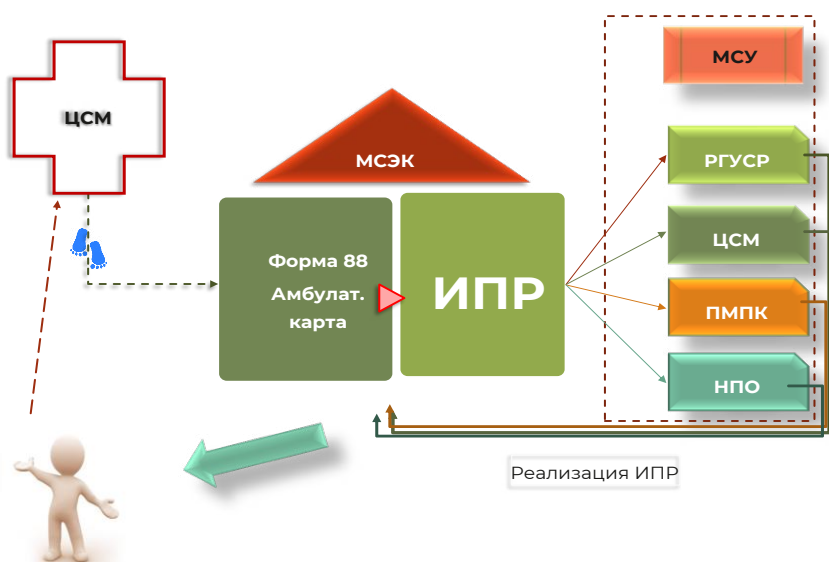 ЦСМ
МСЭК
Форма 88
Амбулат.
карта
ИПР
МСУ
РГУСР
ЦСМ
ПМПК
НПО
Реализация ИПР